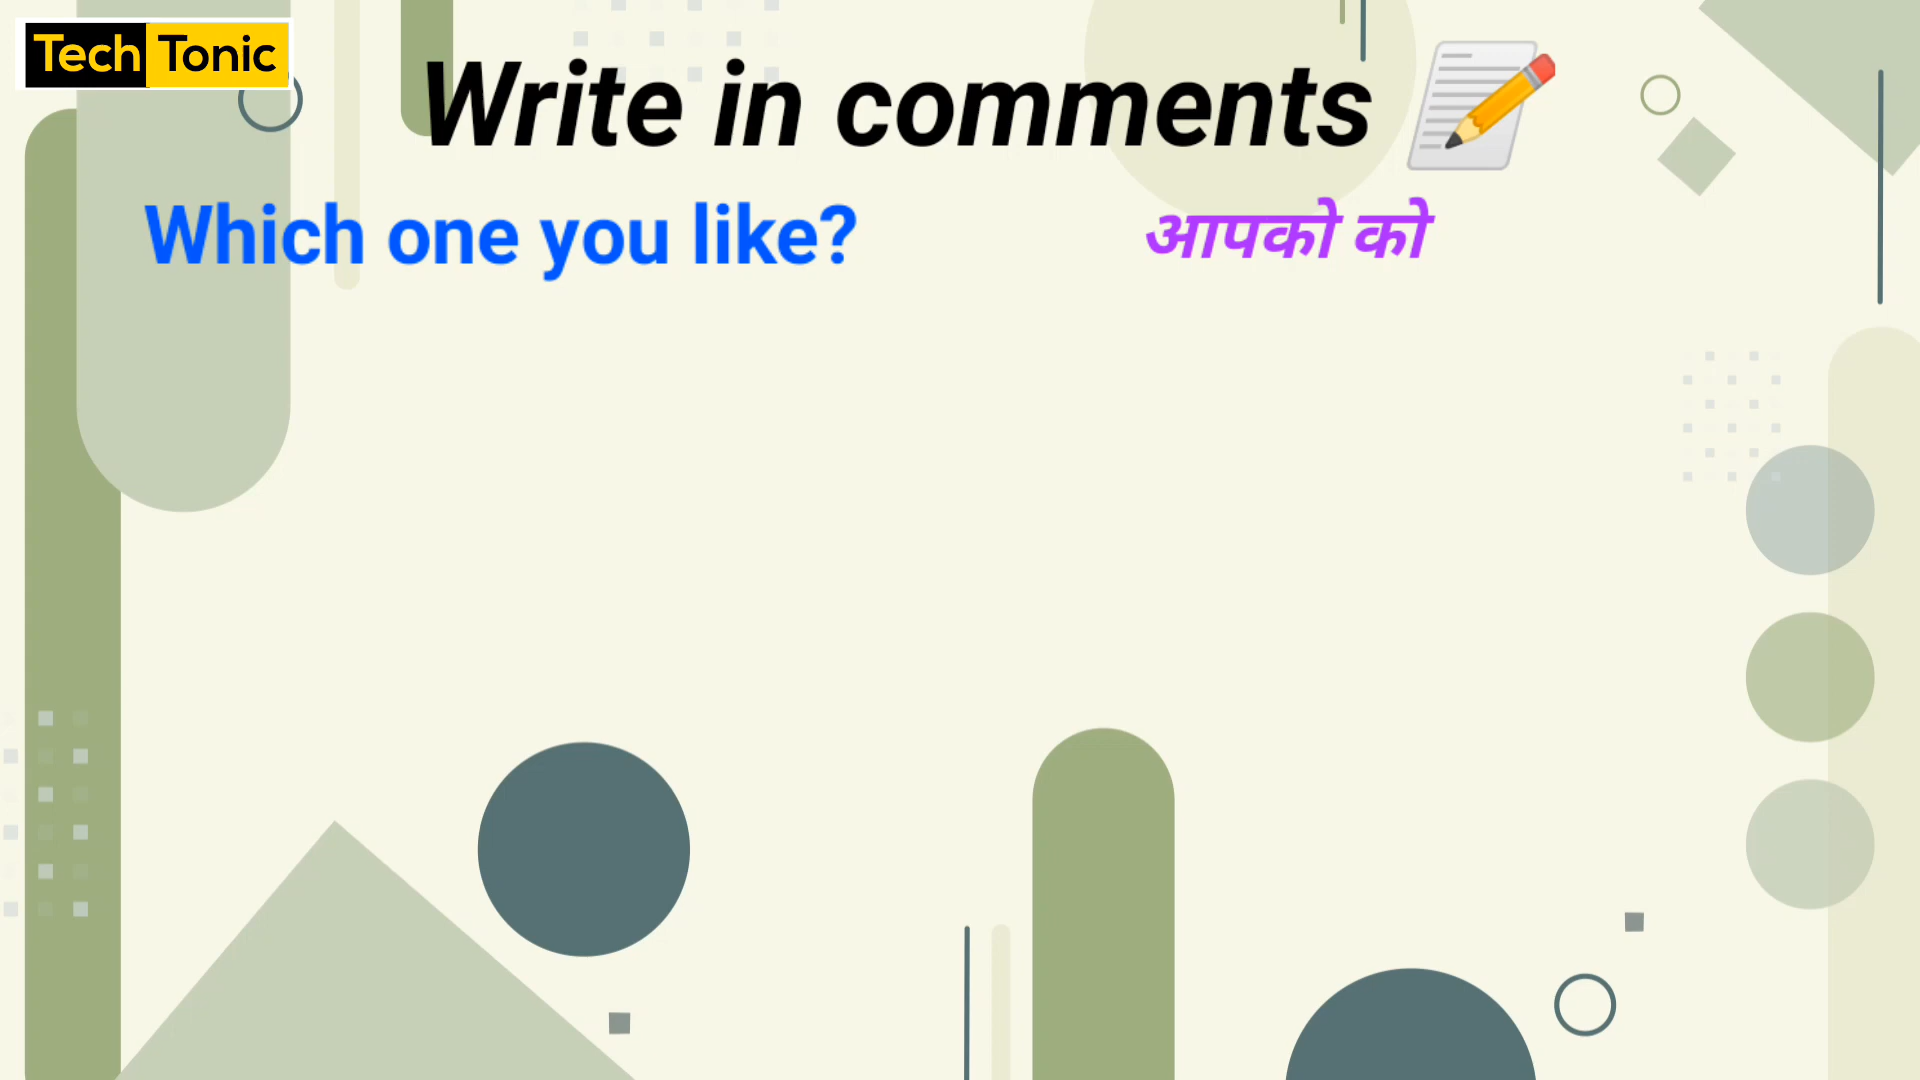 Tech Tonic
Write in comments 📝
Which one you like?
आपको को